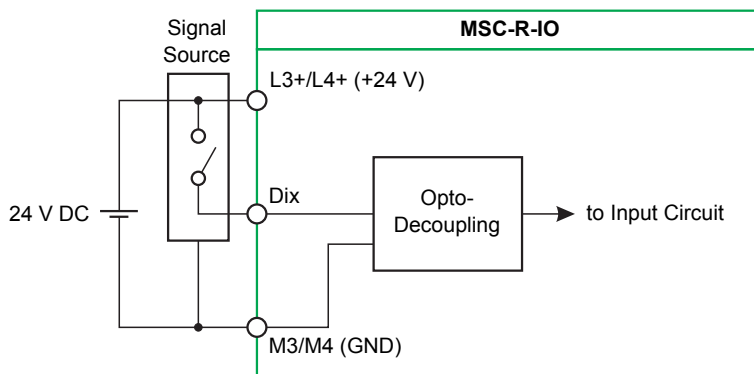 Signal
Source
MSC-R-IO
L3+/L4+ (+24 V)
24 V DC
Dix
Opto-
Decoupling
to Input Circuit
M3/M4 (GND)